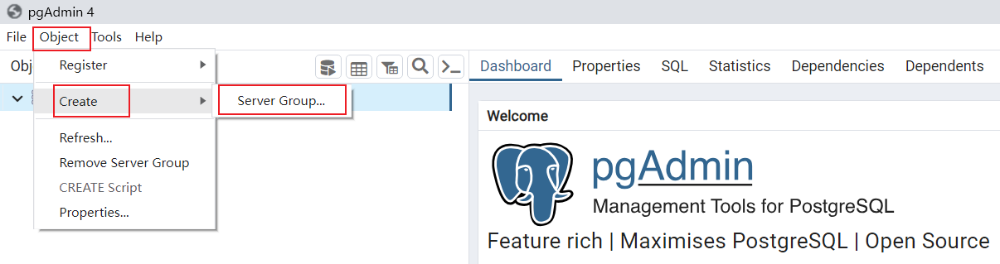 pgAdmin 4
File Object Tools Help
Obj
Register
Create
Server Group...
Refresh...
Remove Server Group
CREATE Script
Properties...
Dashboard Properties SQL Statistics Dependencies Dependents
Welcome
pgAdmin
Management Tools for PostgreSQL
Feature rich | Maximises PostgreSQL | Open Source